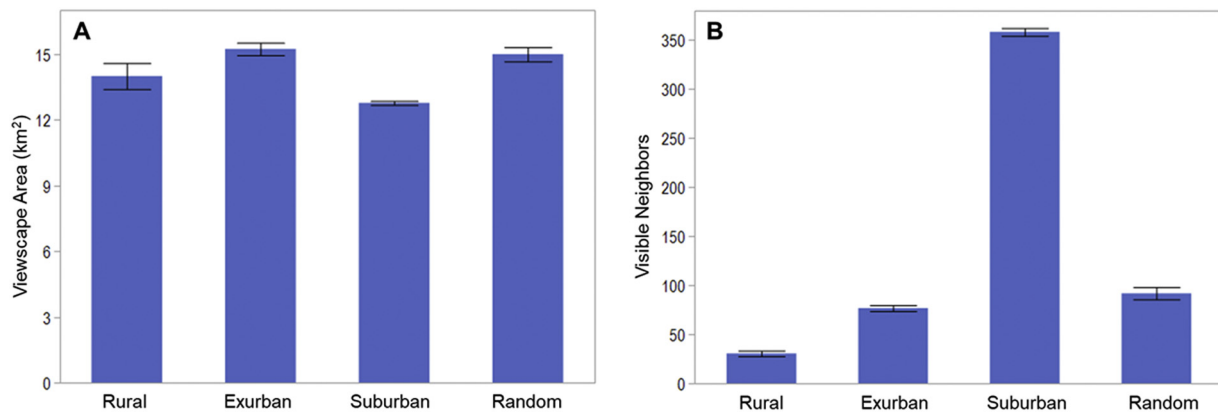 A
Viewscape Area (km²)
15
12
9
6
3
0
Rural Exurban Suburban Random
B
Visible Neighbors
350
300
250
200
150
100
50
0
Rural Exurban Suburban Random